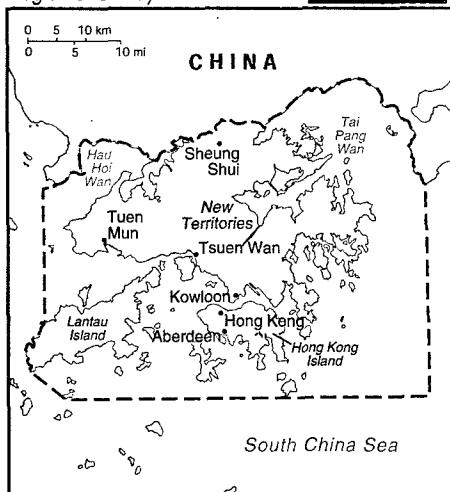 0 5 10 km
0 5 10 mi
CHINA
Tai
Pang
Wan
Hau
Hoi
Wan
Sheung
Shui
New
Territories
Tuen
Mun
Tsuen Wan
Kowloon
Lantau
Island
Hong Kong
Aberdeen
Hong Kong
Island
South China Sea